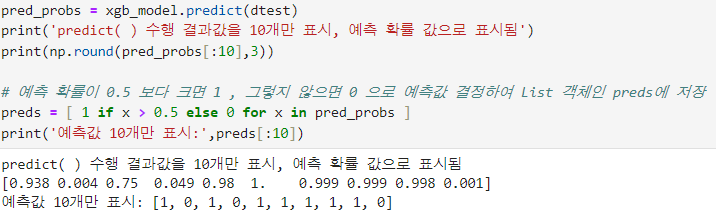 pred_probs = xgb_model.predict(dtest)
print('predict( ) 수행 결과값을 10개만 표시, 예측 확률 값으로 표시됨')
print(np.round(pred_probs[:10],3))
# 예측 확률이 0.5 보다 크면 1 , 그렇지 않으면 0 으로 예측값 결정하여 List 객체인 preds에 저장
preds = [ 1 if x > 0.5 else 0 for x in pred_probs ]
print('예측값 10개만 표시:',preds[:10])
predict( ) 수행 결과값을 10개만 표시, 예측 확률 값으로 표시됨
[0.938 0.004 0.75  0.049 0.98  1.    0.999 0.999 0.998 0.001]
예측값 10개만 표시: [1, 0, 1, 0, 1, 1, 1, 1, 1, 0]